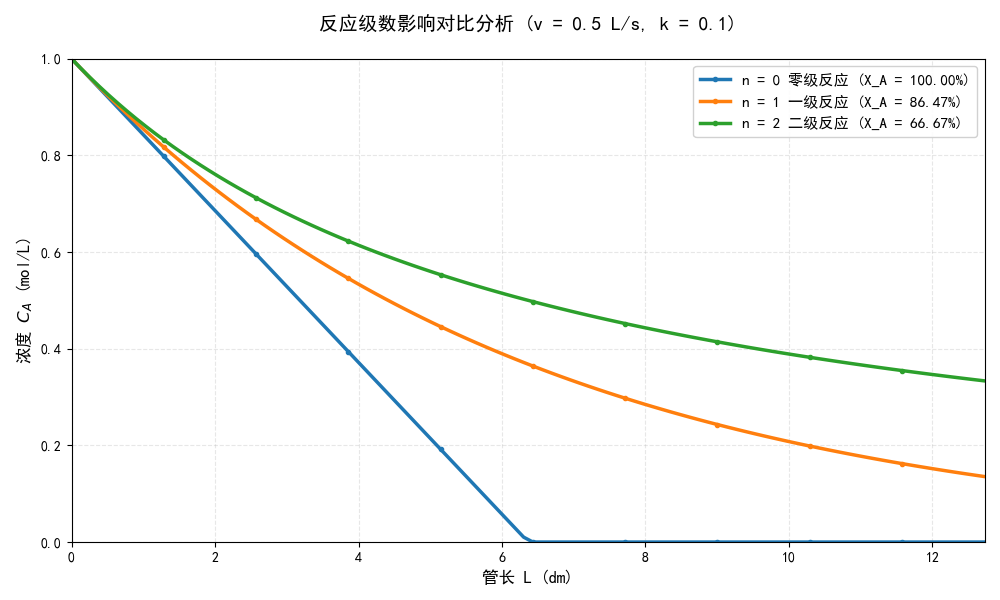 反应级数影响对比分析 (v = 0.5 L/s, k = 0.1)
n = 0 零级反应 (X_A = 100.00%)
n = 1 一级反应 (X_A = 86.47%)
n = 2 二级反应 (X_A = 66.67%)
浓度 C_A (mol/L)
1.0
0.8
0.6
0.4
0.2
0.0
0 2 4 6 8 10 12
管长 L (dm)